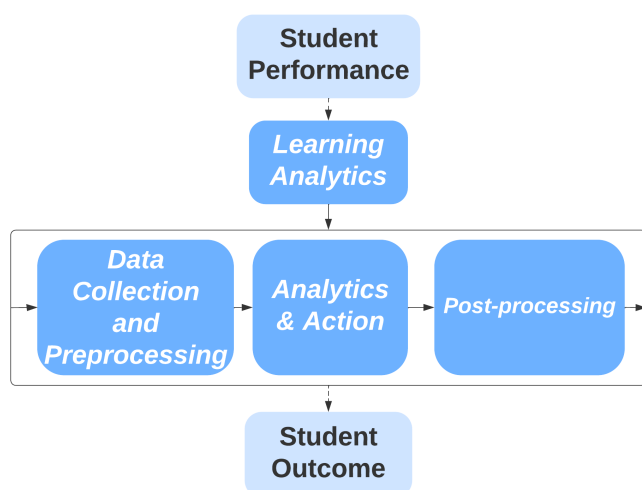 Student
Performance
Learning
Analytics
Data
Collection
and
Preprocessing
Analytics
& Action
Post-processing
Student
Outcome